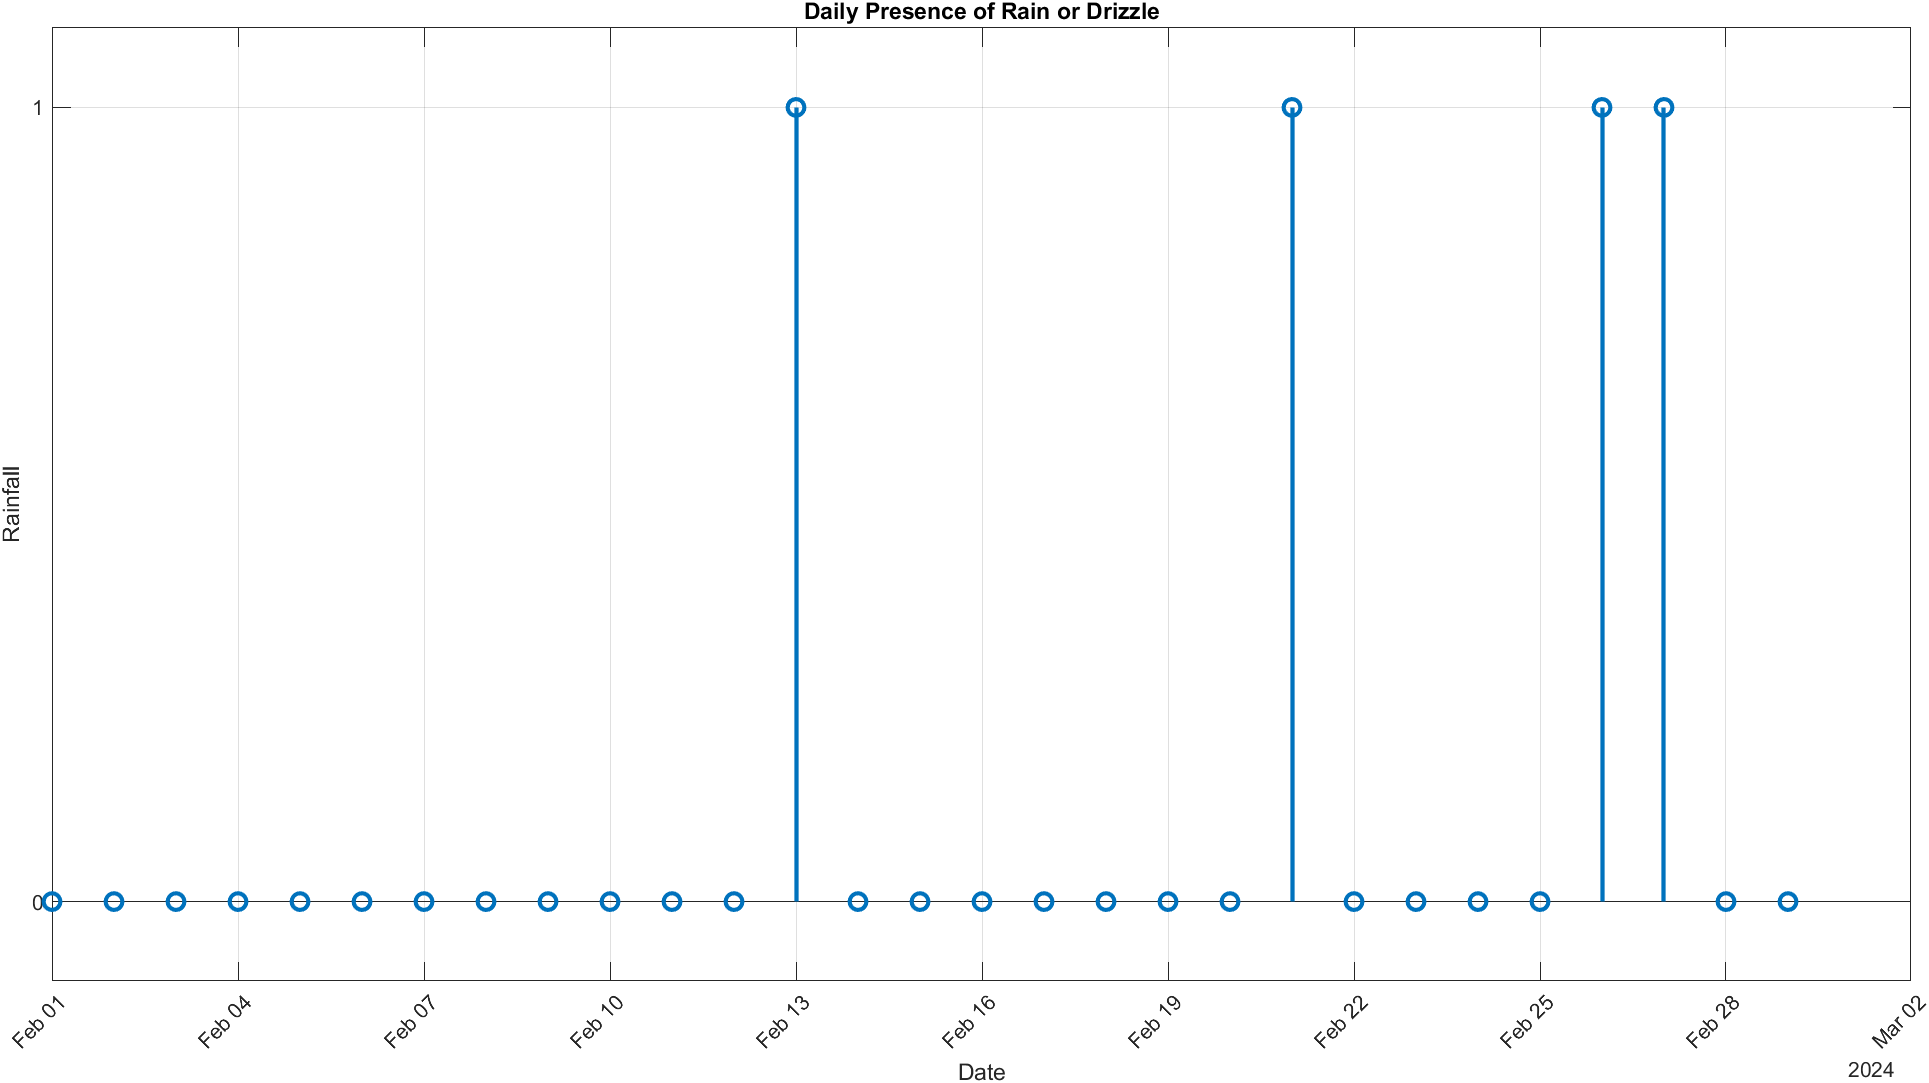 Daily Presence of Rain or Drizzle
1
Rainfall
0
Feb 01
Feb 04
Feb 07
Feb 10
Feb 13
Feb 16
Feb 19
Feb 22
Feb 25
Feb 28
Mar 02
Date
2024